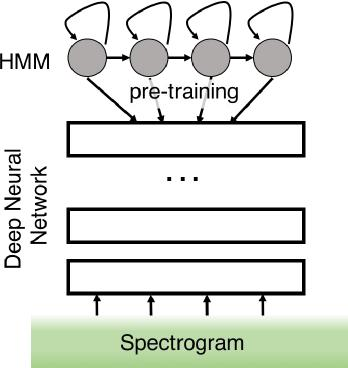 HMM
pre-training
...
Deep Neural
Network
Spectrogram